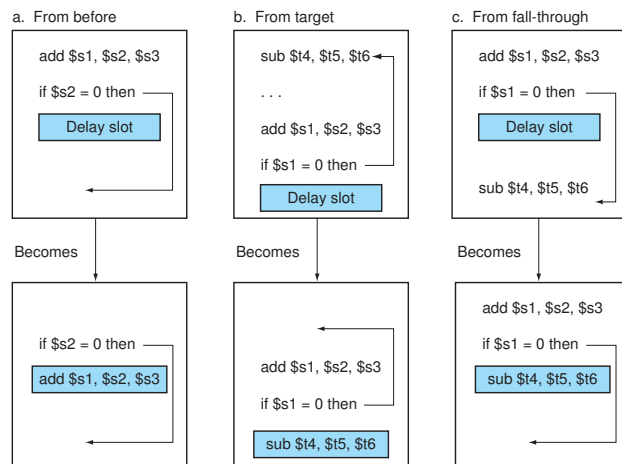 a. From before
add $s1, $s2, $s3
if $s2 = 0 then
Delay slot
Becomes
if $s2 = 0 then
add $s1, $s2, $s3
b. From target
sub $t4, $t5, $t6
. . .
add $s1, $s2, $s3
if $s1 = 0 then
Delay slot
Becomes
add $s1, $s2, $s3
if $s1 = 0 then
sub $t4, $t5, $t6
c. From fall-through
add $s1, $s2, $s3
if $s1 = 0 then
Delay slot
sub $t4, $t5, $t6
Becomes
add $s1, $s2, $s3
if $s1 = 0 then
sub $t4, $t5, $t6